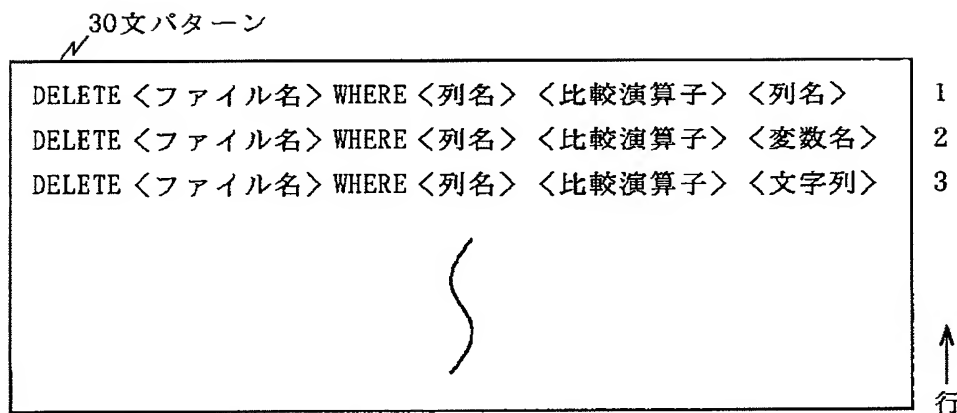 30文パターン
DELETE <ファイル名> WHERE <列名> <比較演算子> <列名> 1
DELETE <ファイル名> WHERE <列名> <比較演算子> <変数名> 2
DELETE <ファイル名> WHERE <列名> <比較演算子> <文字列> 3
行